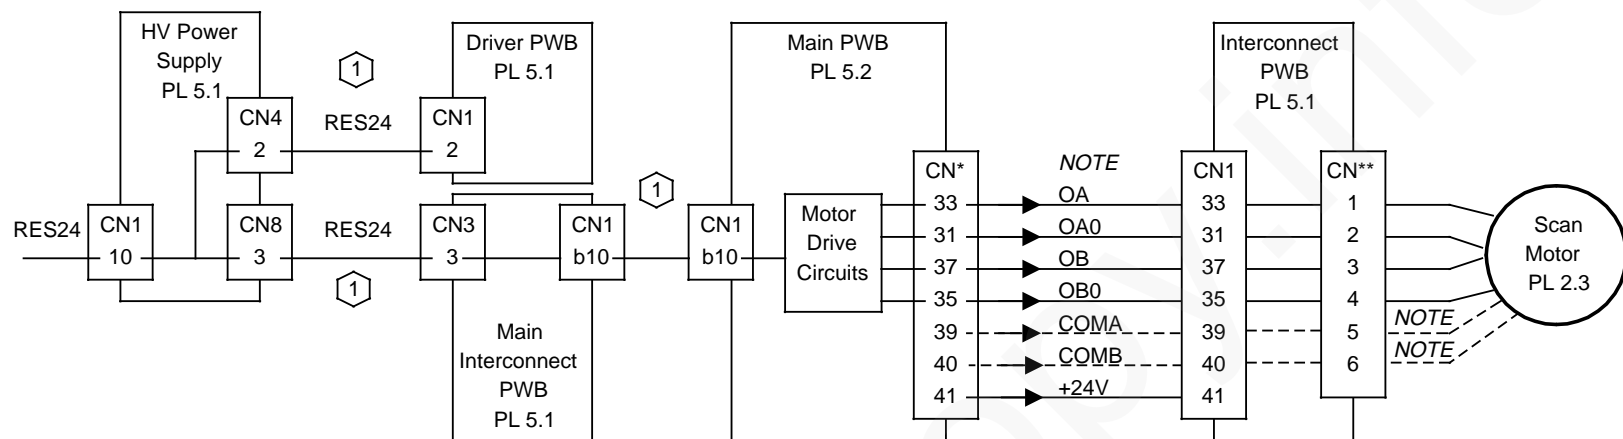 HV Power
Supply
PL 5.1
1
Driver PWB
PL 5.1
Main PWB
PL 5.2
Interconnect
PWB
PL 5.1
CN4
2
RES24
CN1
2
RES24
CN1
10
CN8
3
RES24
1
CN3
3
CN1
b10
1
CN1
b10
Main
Interconnect
PWB
PL 5.1
Motor
Drive
Circuits
CN*
33
31
37
35
39
40
41
NOTE
OA
OA0
OB
OB0
COMA
COMB
+24V
CN1
33
31
37
35
39
40
41
CN**
1
2
3
4
5
6
NOTE
NOTE
Scan
Motor
PL 2.3